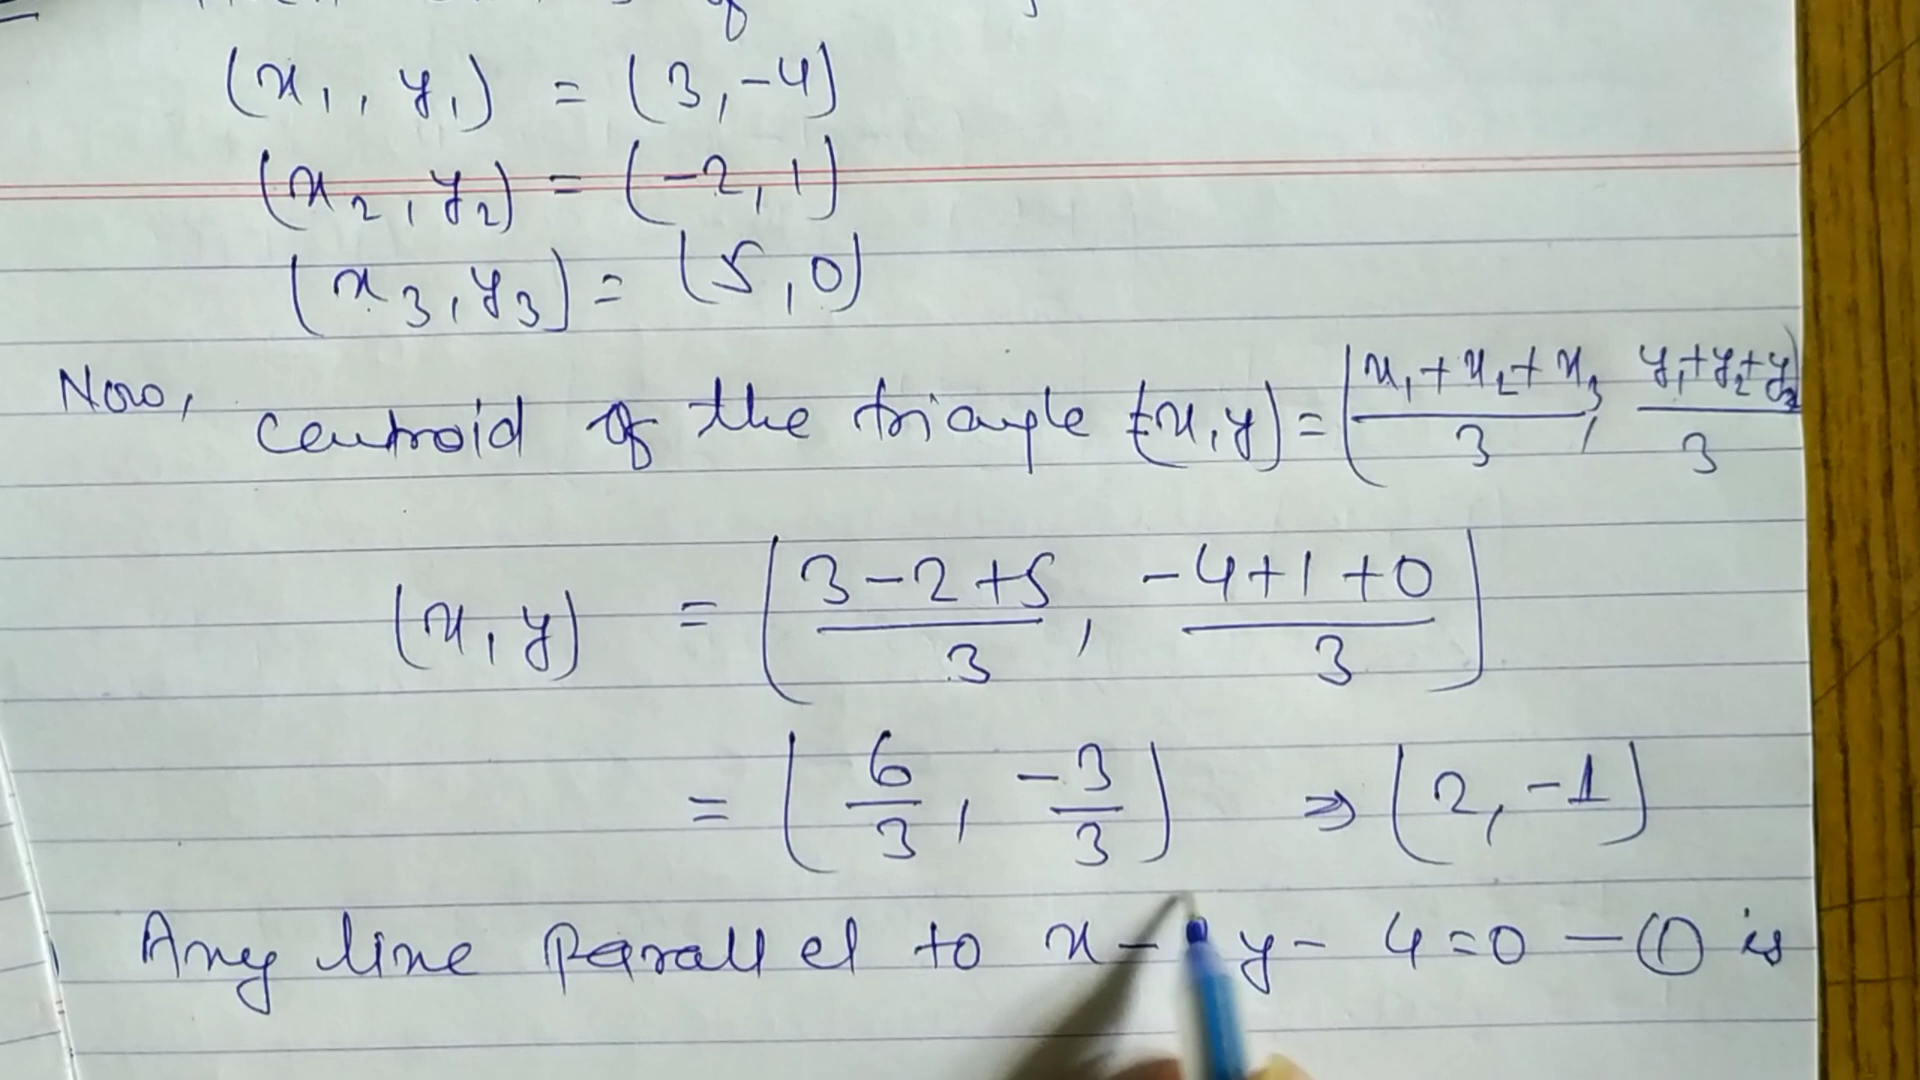 (x₁, y₁) = (3, -4)
(x₂, y₂) = (-2, 1)
(x₃, y₃) = (5, 0)
Now, centroid of the triangle (x, y) = (x₁+x₂+x₃/3, y₁+y₂+y₃/3)
(x, y) = (3-2+5/3, -4+1+0/3)
= (6/3, -3/3) ⇒ (2, -1)
Any line parallel to x - y - 4 = 0 — ① is